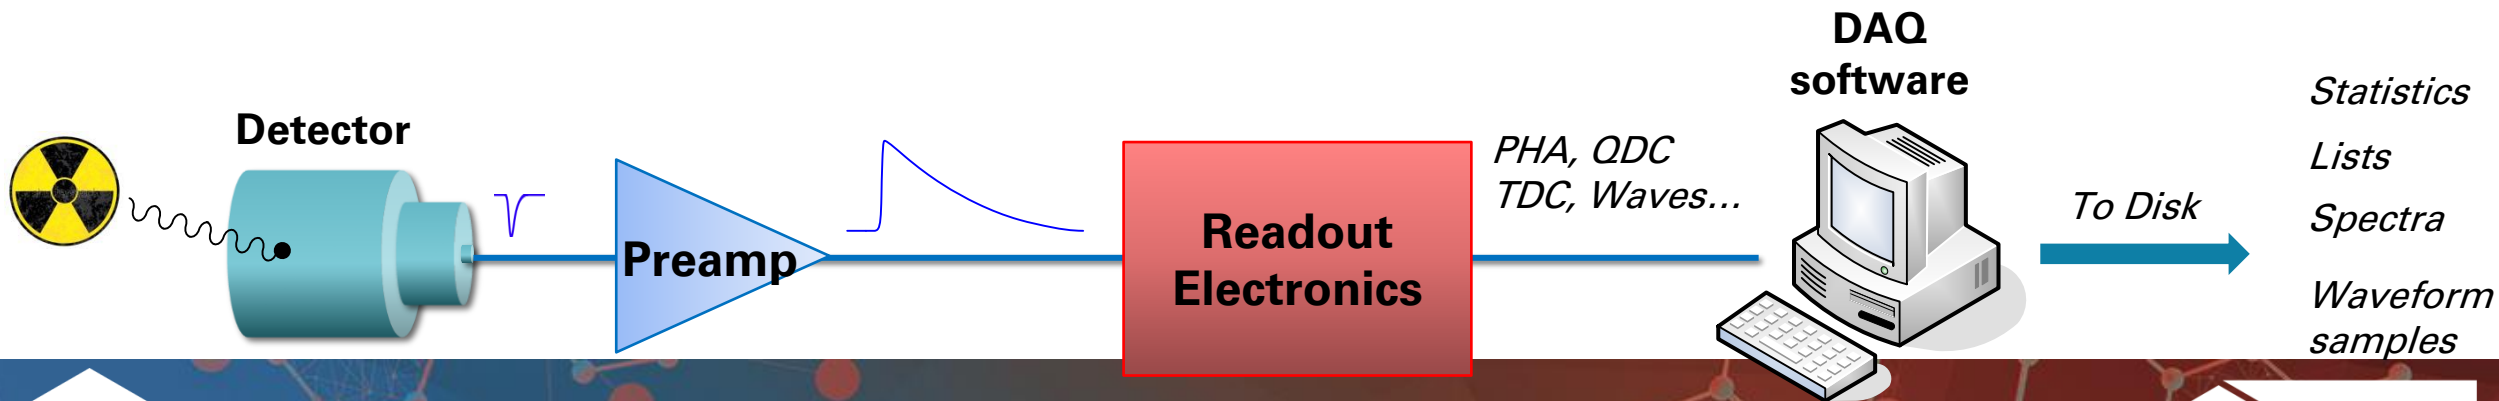 Detector
Preamp
Readout
Electronics
PHA, QDC
TDC, Waves...
DAQ
software
To Disk
Statistics
Lists
Spectra
Waveform
samples